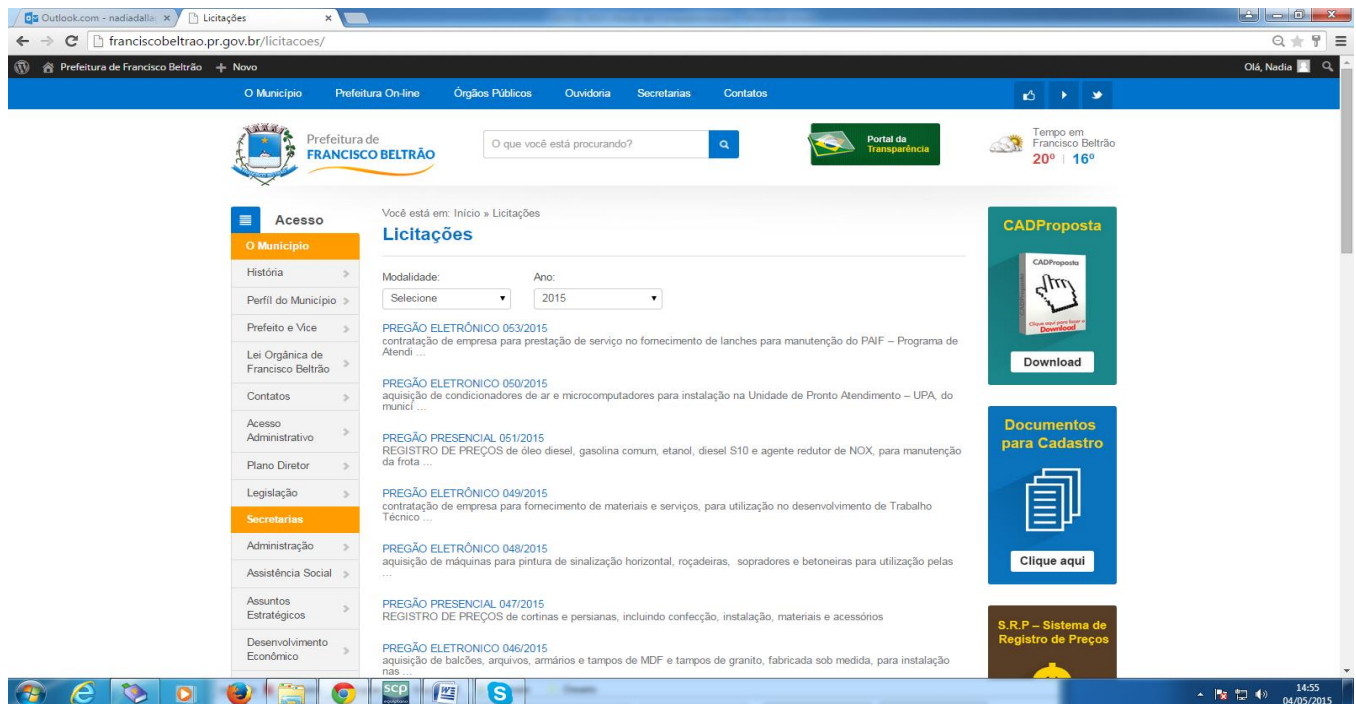 Outlook.com - nadiadalla
Licitações
franciscobeltrao.pr.gov.br/licitacoes/
Prefeitura de Francisco Beltrão
Novo
Olá, Nadia
O Município
Prefeitura On-line
Órgãos Públicos
Ouvidoria
Secretarias
Contatos
Prefeitura de
FRANCISCO BELTRÃO
O que você está procurando?
Portal da
Transparência
Tempo em
Francisco Beltrão
20º | 16º
Acesso
O Município
História
Perfil do Município
Prefeito e Vice
Lei Orgânica de
Francisco Beltrão
Contatos
Acesso
Administrativo
Plano Diretor
Legislação
Secretarias
Administração
Assistência Social
Assuntos
Estratégicos
Desenvolvimento
Econômico
Você está em: Início » Licitações
Licitações
Modalidade:
Ano:
Selecione
2015
PREGÃO ELETRÔNICO 053/2015
contratação de empresa para prestação de serviço no fornecimento de lanches para manutenção do PAIF – Programa de
Atendi ...
PREGÃO ELETRONICO 050/2015
aquisição de condicionadores de ar e microcomputadores para instalação na Unidade de Pronto Atendimento – UPA, do
municí ...
PREGÃO PRESENCIAL 051/2015
REGISTRO DE PREÇOS de óleo diesel, gasolina comum, etanol, diesel S10 e agente redutor de NOX, para manutenção
da frota ...
PREGÃO ELETRÔNICO 049/2015
contratação de empresa para fornecimento de materiais e serviços, para utilização no desenvolvimento de Trabalho
Técnico ...
PREGÃO ELETRÔNICO 048/2015
aquisição de máquinas para pintura de sinalização horizontal, roçadeiras, sopradores e betoneiras para utilização pelas
...
PREGÃO PRESENCIAL 047/2015
REGISTRO DE PREÇOS de cortinas e persianas, incluindo confecção, instalação, materiais e acessórios
PREGÃO ELETRONICO 046/2015
aquisição de balcões, arquivos, armários e tampos de MDF e tampos de granito, fabricada sob medida, para instalação
nas ...
CADProposta
CADProposta
CADProposta
Clique aqui para fazer o
Download
Download
Documentos
para Cadastro
Clique aqui
S.R.P – Sistema de
Registro de Preços
scp
14:55
04/05/2015